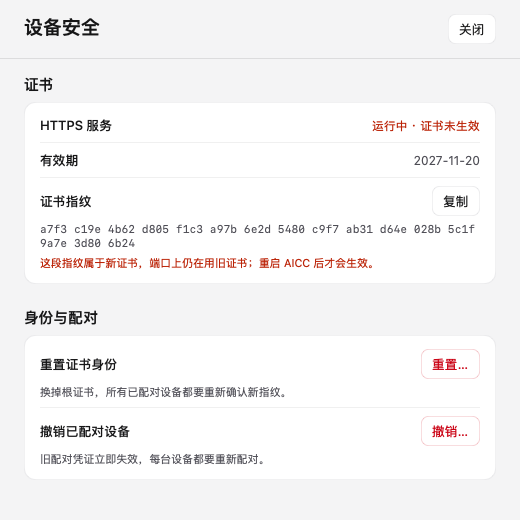 设备安全
关闭
证书
HTTPS 服务
运行中 · 证书未生效
有效期
2027-11-20
证书指纹
复制
a7f3 c19e 4b62 d805 f1c3 a97b 6e2d 5480 c9f7 ab31 d64e 028b 5c1f
9a7e 3d80 6b24
这段指纹属于新证书，端口上仍在用旧证书；重启 AICC 后才会生效。
身份与配对
重置证书身份
重置…
换掉根证书，所有已配对设备都要重新确认新指纹。
撤销已配对设备
撤销…
旧配对凭证立即失效，每台设备都要重新配对。